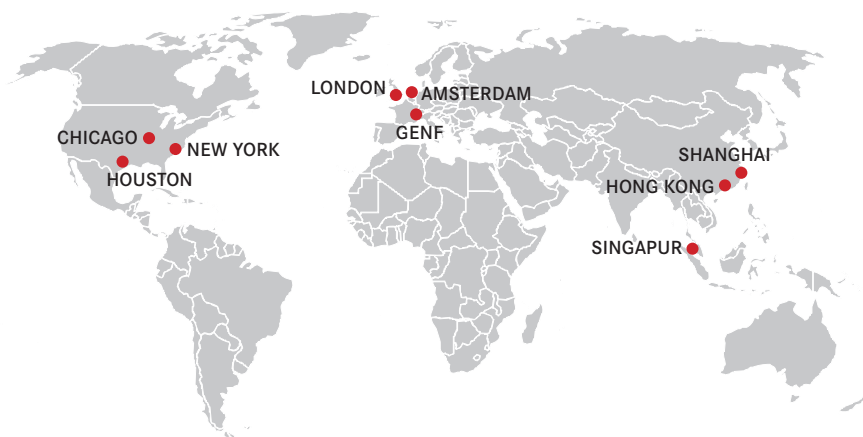 LONDON
AMSTERDAM
GENF
CHICAGO
NEW YORK
HOUSTON
SHANGHAI
HONG KONG
SINGAPUR